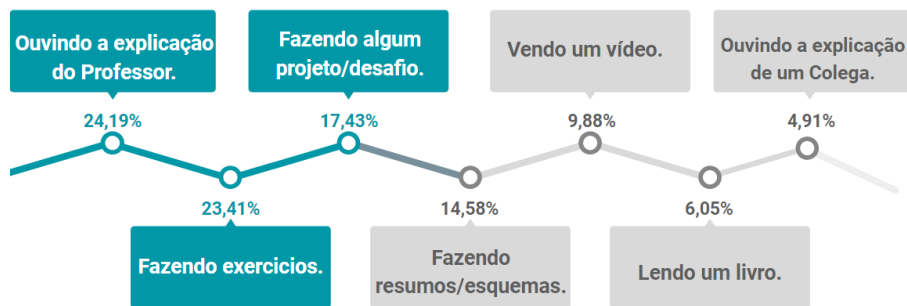 Ouvindo a explicação
do Professor.
24,19%
23,41%
Fazendo exercicios.
Fazendo algum
projeto/desafio.
17,43%
14,58%
Fazendo
resumos/esquemas.
Vendo um vídeo.
9,88%
6,05%
Lendo um livro.
Ouvindo a explicação
de um Colega.
4,91%